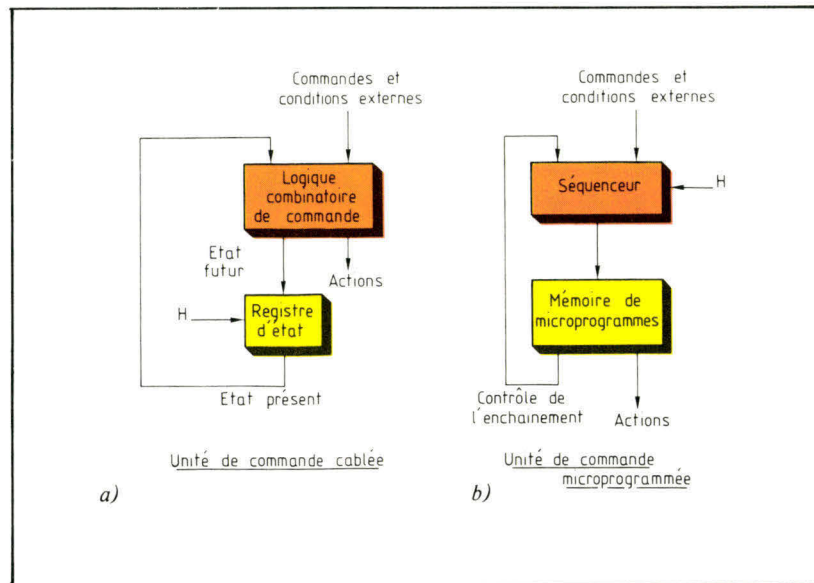 Commandes et
conditions externes
Logique
combinatoire
de commande
Etat
futur
Actions
H
Registre
d'état
Etat présent
Unité de commande cablée
a)
Commandes et
conditions externes
Séquenceur
H
Mémoire de
microprogrammes
Contrôle de
l'enchainement
Actions
Unité de commande
microprogrammée
b)